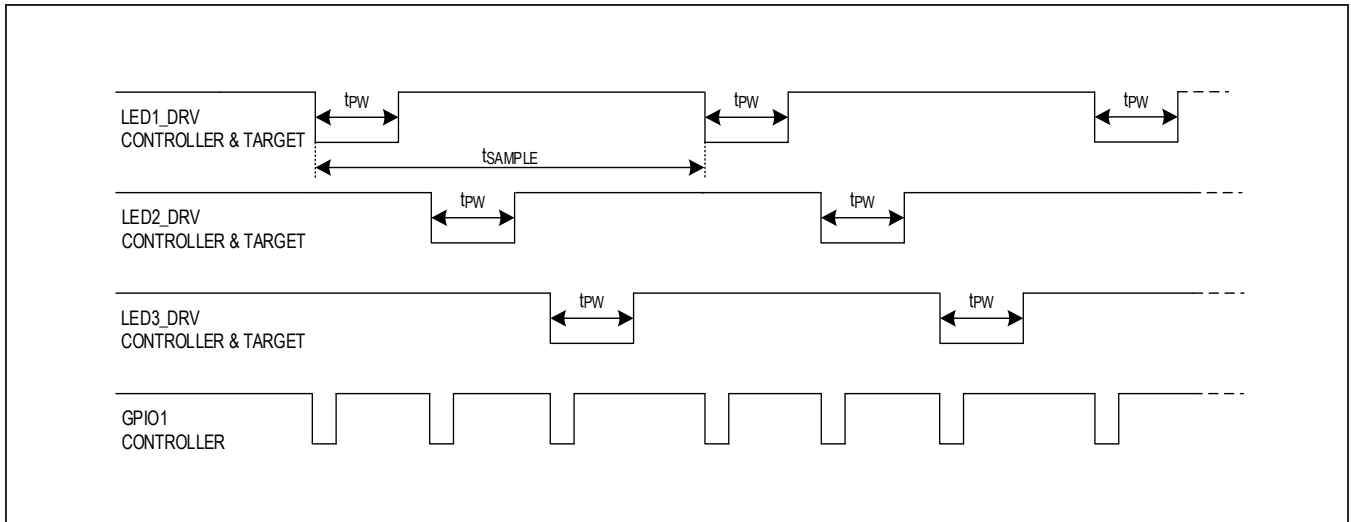 tPW
tPW
tPW
LED1_DRV
CONTROLLER & TARGET
tSAMPLE
tPW
tPW
LED2_DRV
CONTROLLER & TARGET
tPW
tPW
LED3_DRV
CONTROLLER & TARGET
GPIO1
CONTROLLER